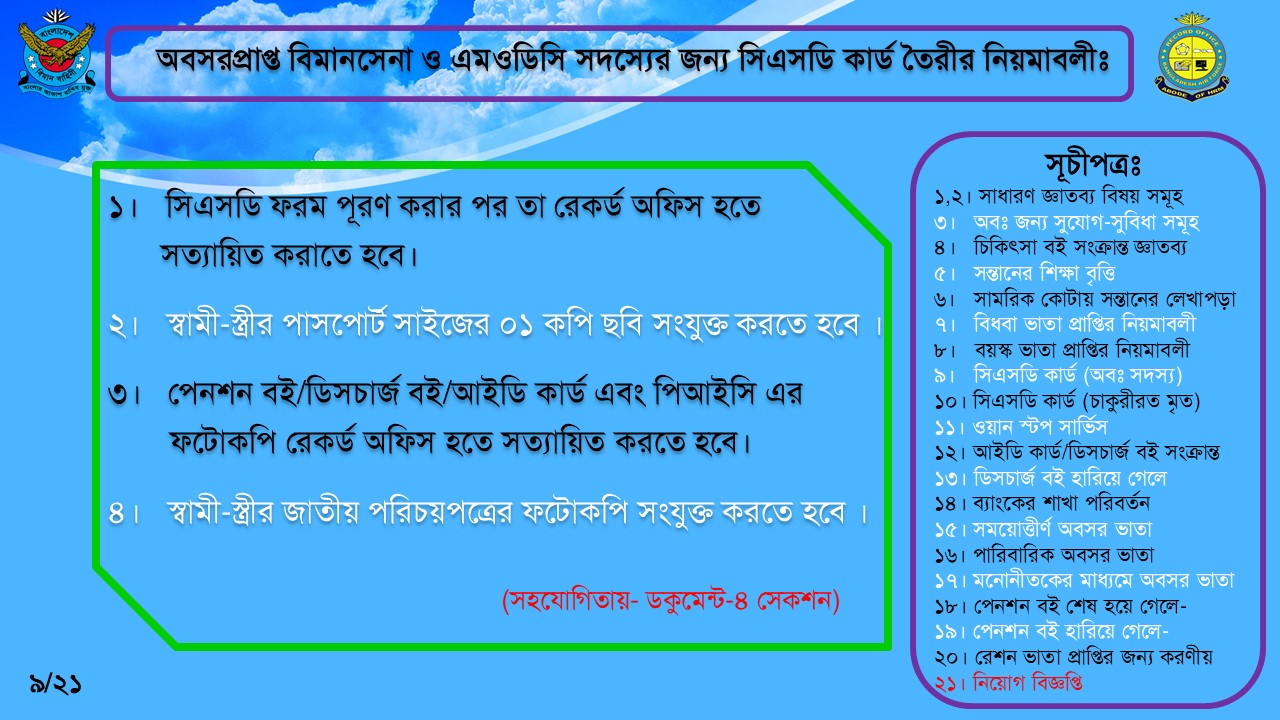 বাংলাদেশ
বিমান বাহিনী
বাংলার আকাশ রাখিব মুক্ত
অবসরপ্রাপ্ত বিমানসেনা ও এমওডিসি সদস্যের জন্য সিএসডি কার্ড তৈরীর নিয়মাবলীঃ
RECORD OFFICE
BANGLADESH AIR FORCE
ABODE OF HRM
১। সিএসডি ফরম পূরণ করার পর তা রেকর্ড অফিস হতে
সত্যায়িত করাতে হবে।
২। স্বামী-স্ত্রীর পাসপোর্ট সাইজের ০১ কপি ছবি সংযুক্ত করতে হবে ।
৩। পেনশন বই/ডিসচার্জ বই/আইডি কার্ড এবং পিআইসি এর
ফটোকপি রেকর্ড অফিস হতে সত্যায়িত করতে হবে।
৪। স্বামী-স্ত্রীর জাতীয় পরিচয়পত্রের ফটোকপি সংযুক্ত করতে হবে ।
(সহযোগিতায়- ডকুমেন্ট-৪ সেকশন)
৯/২১
সূচীপত্রঃ
১,২। সাধারণ জ্ঞাতব্য বিষয় সমূহ
৩। অবঃ জন্য সুযোগ-সুবিধা সমূহ
৪। চিকিৎসা বই সংক্রান্ত জ্ঞাতব্য
৫। সন্তানের শিক্ষা বৃত্তি
৬। সামরিক কোটায় সন্তানের লেখাপড়া
৭। বিধবা ভাতা প্রাপ্তির নিয়মাবলী
৮। বয়স্ক ভাতা প্রাপ্তির নিয়মাবলী
৯। সিএসডি কার্ড (অবঃ সদস্য)
১০। সিএসডি কার্ড (চাকুরীরত মৃত)
১১। ওয়ান স্টপ সার্ভিস
১২। আইডি কার্ড/ডিসচার্জ বই সংক্রান্ত
১৩। ডিসচার্জ বই হারিয়ে গেলে
১৪। ব্যাংকের শাখা পরিবর্তন
১৫। সময়োত্তীর্ণ অবসর ভাতা
১৬। পারিবারিক অবসর ভাতা
১৭। মনোনীতকের মাধ্যমে অবসর ভাতা
১৮। পেনশন বই শেষ হয়ে গেলে-
১৯। পেনশন বই হারিয়ে গেলে-
২০। রেশন ভাতা প্রাপ্তির জন্য করণীয়
২১। নিয়োগ বিজ্ঞপ্তি